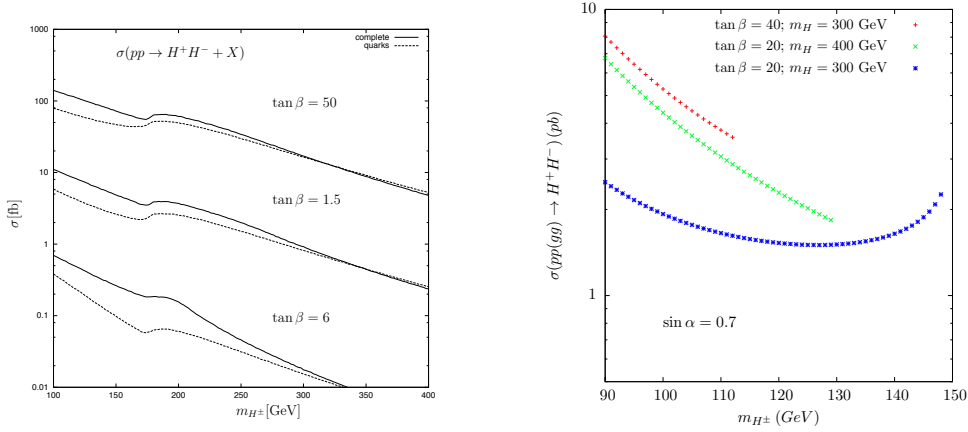 1000
100
10
1
0.1
0.01
σ[fb]
σ(pp → H⁺H⁻ + X)
complete
quarks
tan β = 50
tan β = 1.5
tan β = 6
100 150 200 250 300 350 400
m_{H^±}[GeV]
10
1
σ(pp(gg) → H⁺H⁻) (pb)
tan β = 40; m_H = 300 GeV
tan β = 20; m_H = 400 GeV
tan β = 20; m_H = 300 GeV
sin α = 0.7
90 100 110 120 130 140 150
m_{H^±} (GeV)